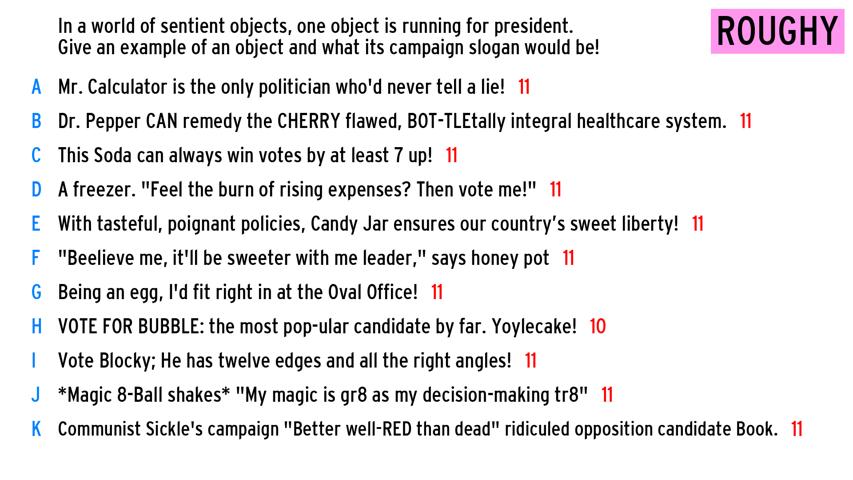 In a world of sentient objects, one object is running for president.
Give an example of an object and what its campaign slogan would be!
ROUGHY
A Mr. Calculator is the only politician who'd never tell a lie! 11
B Dr. Pepper CAN remedy the CHERRY flawed, BOT-TLEtally integral healthcare system. 11
C This Soda can always win votes by at least 7 up! 11
D A freezer. "Feel the burn of rising expenses? Then vote me!" 11
E With tasteful, poignant policies, Candy Jar ensures our country’s sweet liberty! 11
F "Beelieve me, it'll be sweeter with me leader," says honey pot 11
G Being an egg, I'd fit right in at the Oval Office! 11
H VOTE FOR BUBBLE: the most pop-ular candidate by far. Yoylecake! 10
I Vote Blocky; He has twelve edges and all the right angles! 11
J *Magic 8-Ball shakes* "My magic is gr8 as my decision-making tr8" 11
K Communist Sickle's campaign "Better well-RED than dead" ridiculed opposition candidate Book. 11